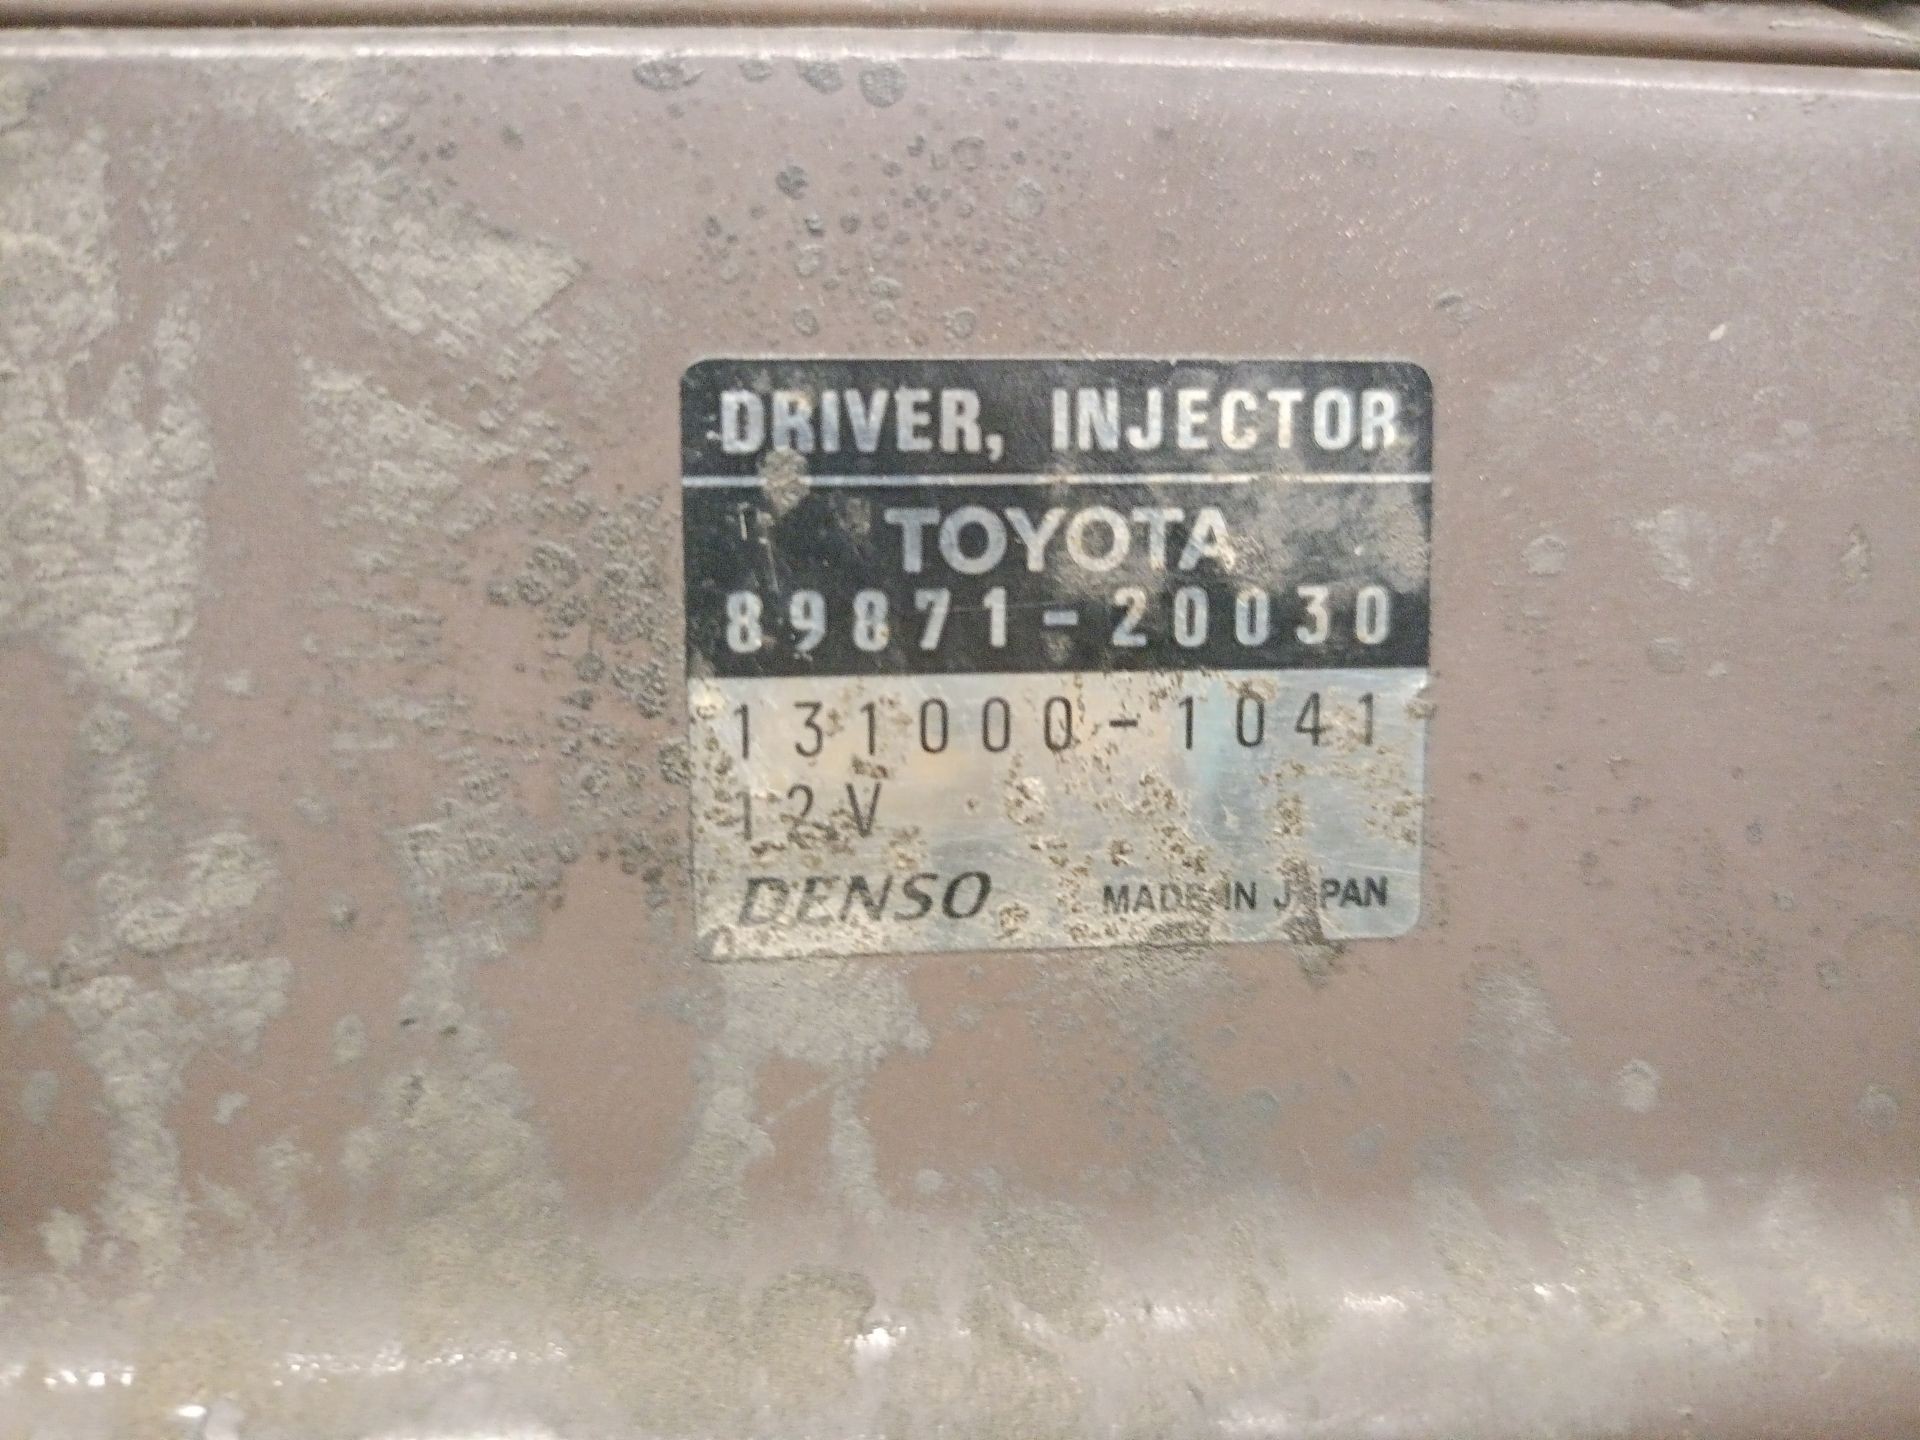 DRIVER, INJECTOR
TOYOTA
89871-20030
131000-1041
12V
DENSO MADE IN JAPAN